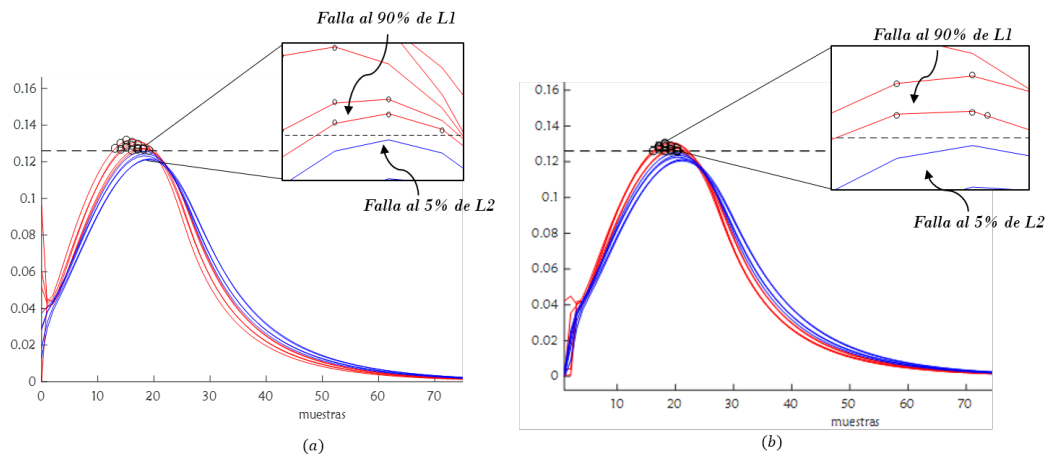 Falla al 90% de L1
0.16
0.14
0.12
0.1
0.08
0.06
0.04
0.02
0
Falla al 5% de L2
0 10 20 30 40 50 60 70
muestras
(a)
Falla al 90% de L1
0.16
0.14
0.12
0.1
0.08
0.06
0.04
0.02
0
Falla al 5% de L2
10 20 30 40 50 60 70
muestras
(b)